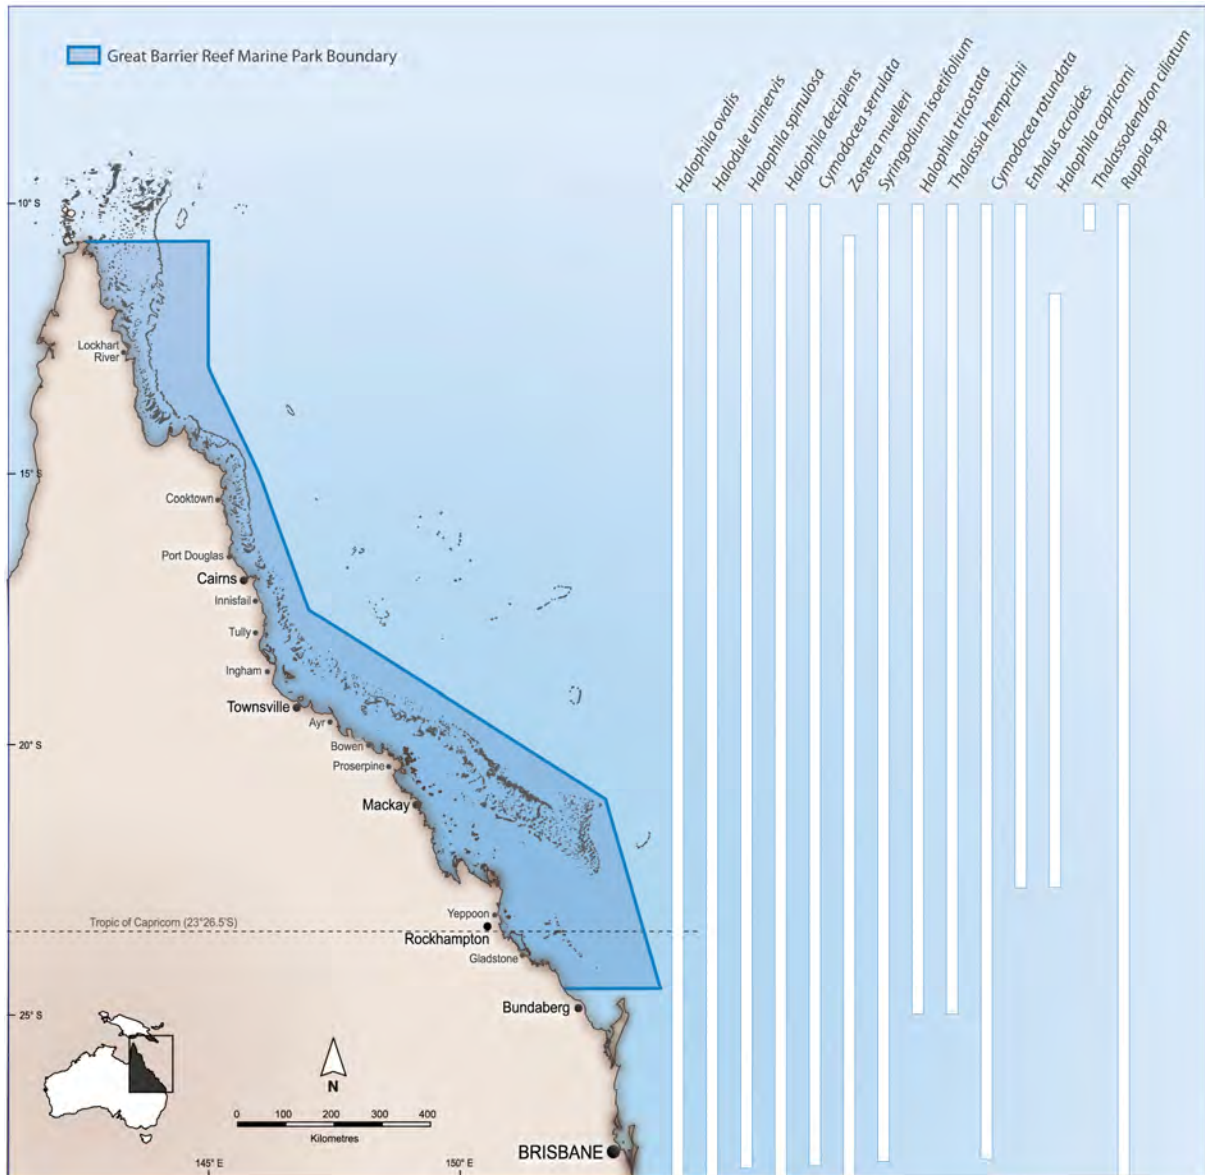 Great Barrier Reef Marine Park Boundary
Halophila ovalis
Halodule uninervis
Halophila spinulosa
Halophila decipiens
Cymodocea serrulata
Zostera muelleri
Syringodium isoetifolium
Halophila tricostata
Thalassia hemprichii
Cymodocea rotundata
Enhalus acroides
Halophila capricorni
Thalassodendron ciliatum
Ruppia spp
10° S
Lockhart
River
15° S
Cooktown
Port Douglas
Cairns
Innisfail
Tully
Ingham
Townsville
Ayr
20° S
Bowen
Proserpine
Mackay
Tropic of Capricorn (23°26.5'S)
Yeppoon
Rockhampton
Gladstone
25° S
Bundaberg
N
0 100 200 300 400
Kilometres
BRISBANE
145° E
150° E